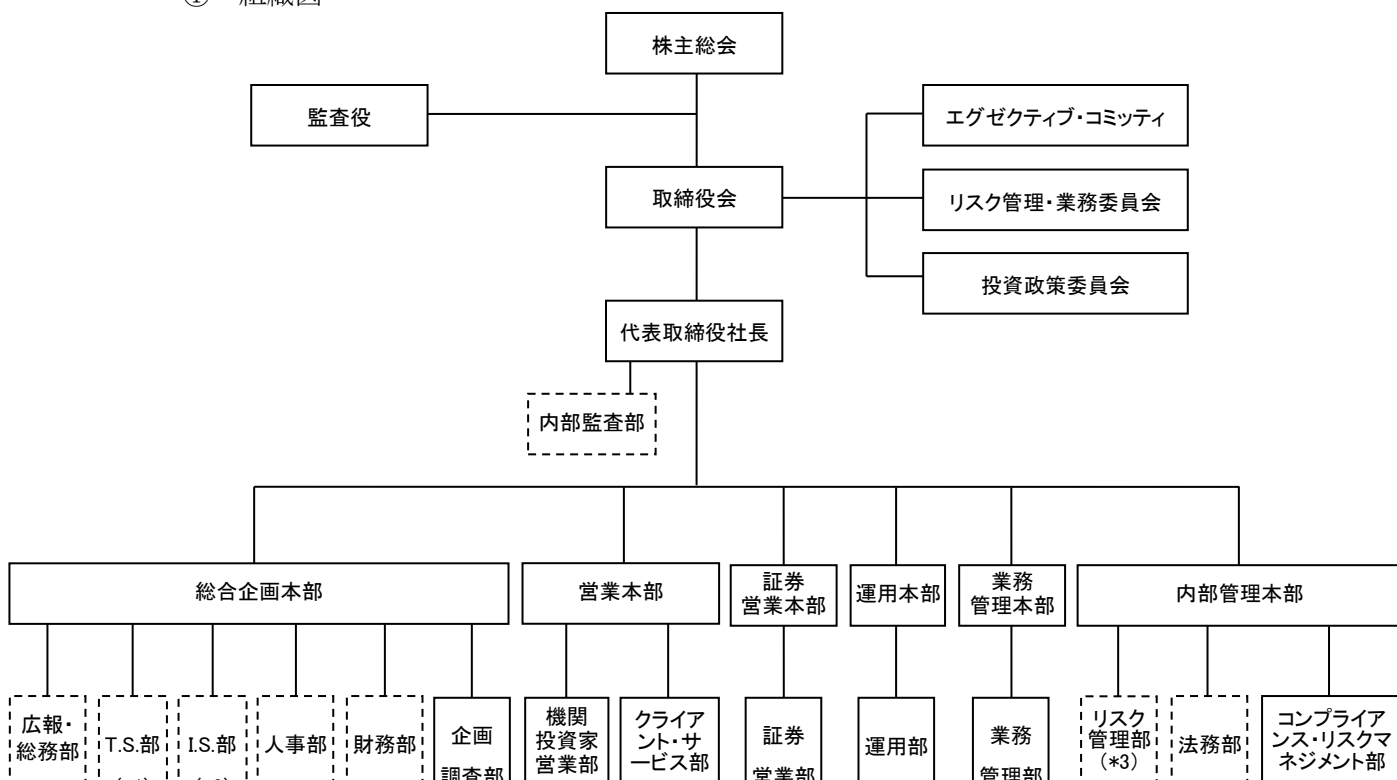 株主総会
監査役
エグゼクティブ・コミッティ
取締役会
リスク管理・業務委員会
投資政策委員会
代表取締役社長
内部監査部
総合企画本部
営業本部
証券
営業本部
運用本部
業務
管理本部
内部管理本部
広報・
総務部
T.S.部
I.S.部
人事部
財務部
企画
調査部
機関
投資家
営業部
クライア
ント・サ
ービス部
証券
営業部
運用部
業務
管理部
リスク
管理部
(*3)
法務部
コンプライア
ンス・リスクマ
ネジメント部